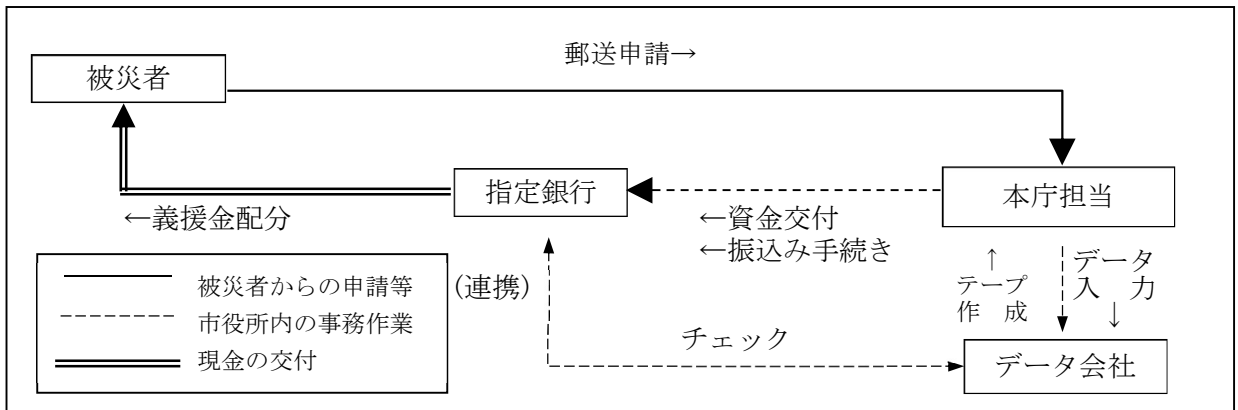 郵送申請→
被災者
指定銀行
本庁担当
←義援金配分
←資金交付
←振込み手続き
被災者からの申請等
市役所内の事務作業
現金の交付
(連携)
チェック
↑
テープ
作 成
データ
入 力
↓
データ会社